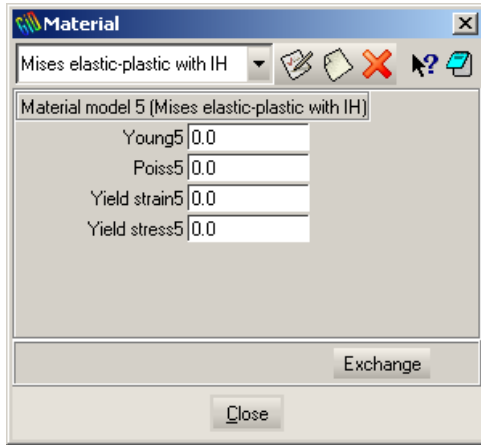 Material
Mises elastic-plastic with IH
Material model 5 (Mises elastic-plastic with IH)
Young5 0.0
Poiss5 0.0
Yield strain5 0.0
Yield stress5 0.0
Exchange
Close